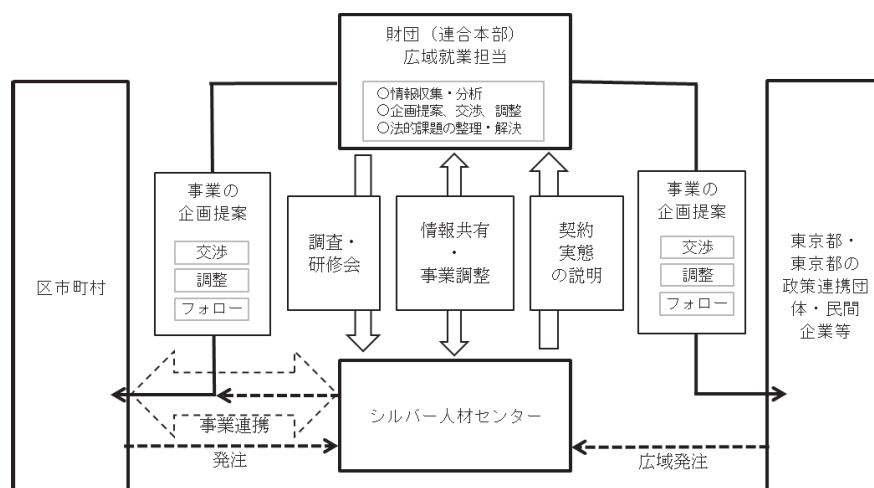 財団（連合本部）
広域就業担当
○情報収集・分析
○企画提案、交渉、調整
○法的課題の整理・解決
区市町村
事業の
企画提案
交渉
調整
フォロー
調査・
研修会
情報共有
・
事業調整
契約
実態
の説明
事業の
企画提案
交渉
調整
フォロー
東京都・
東京都の
政策連携団
体・民間
企業等
シルバー人材センター
事業連携
発注
広域発注